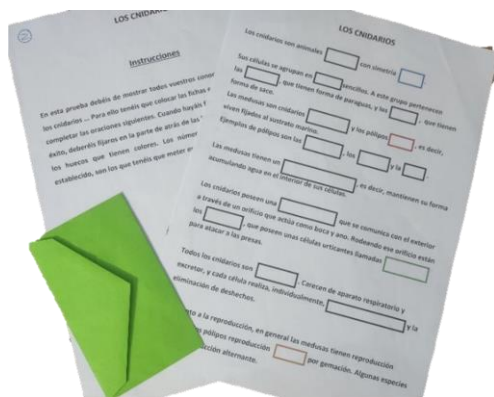 LOS CNIDARIOS
Instrucciones
En esta prueba debéis de mostrar todos vuestros
los cnidarios ... Para ello tenéis que colocar las fichas
completar las oraciones siguientes. Cuando hayáis
éxito, deberéis fijaros en la parte de atrás de las
los huecos que tienen colores. Los
establecido, son los que tenéis que meter
LOS CNIDARIOS
Los cnidarios son animales con simetría .
Sus células se agrupan en sencillos. A este grupo pertenecen
las , que tienen forma de paraguas, y los , que tienen
forma de saco.
Las medusas son cnidarios y los pólipos , es decir,
viven fijados al sustrato marino.
Ejemplos de pólipos son las , los y la .
Las medusas tienen un , es decir, mantienen su forma
acumulando agua en el interior de sus células.
Los cnidarios poseen una que se comunica con el exterior
a través de un orificio que actúa como boca y ano. Rodeando ese orificio están
los , que poseen unas células urticantes llamadas
para atacar a las presas.
Todos los cnidarios son . Carecen de aparato respiratorio y
excretor, y cada célula realiza, individualmente, y la
eliminación de deshechos.
a la reproducción, en general las medusas tienen reproducción
pólipos reproducción por gemación. Algunas especies
alternante.